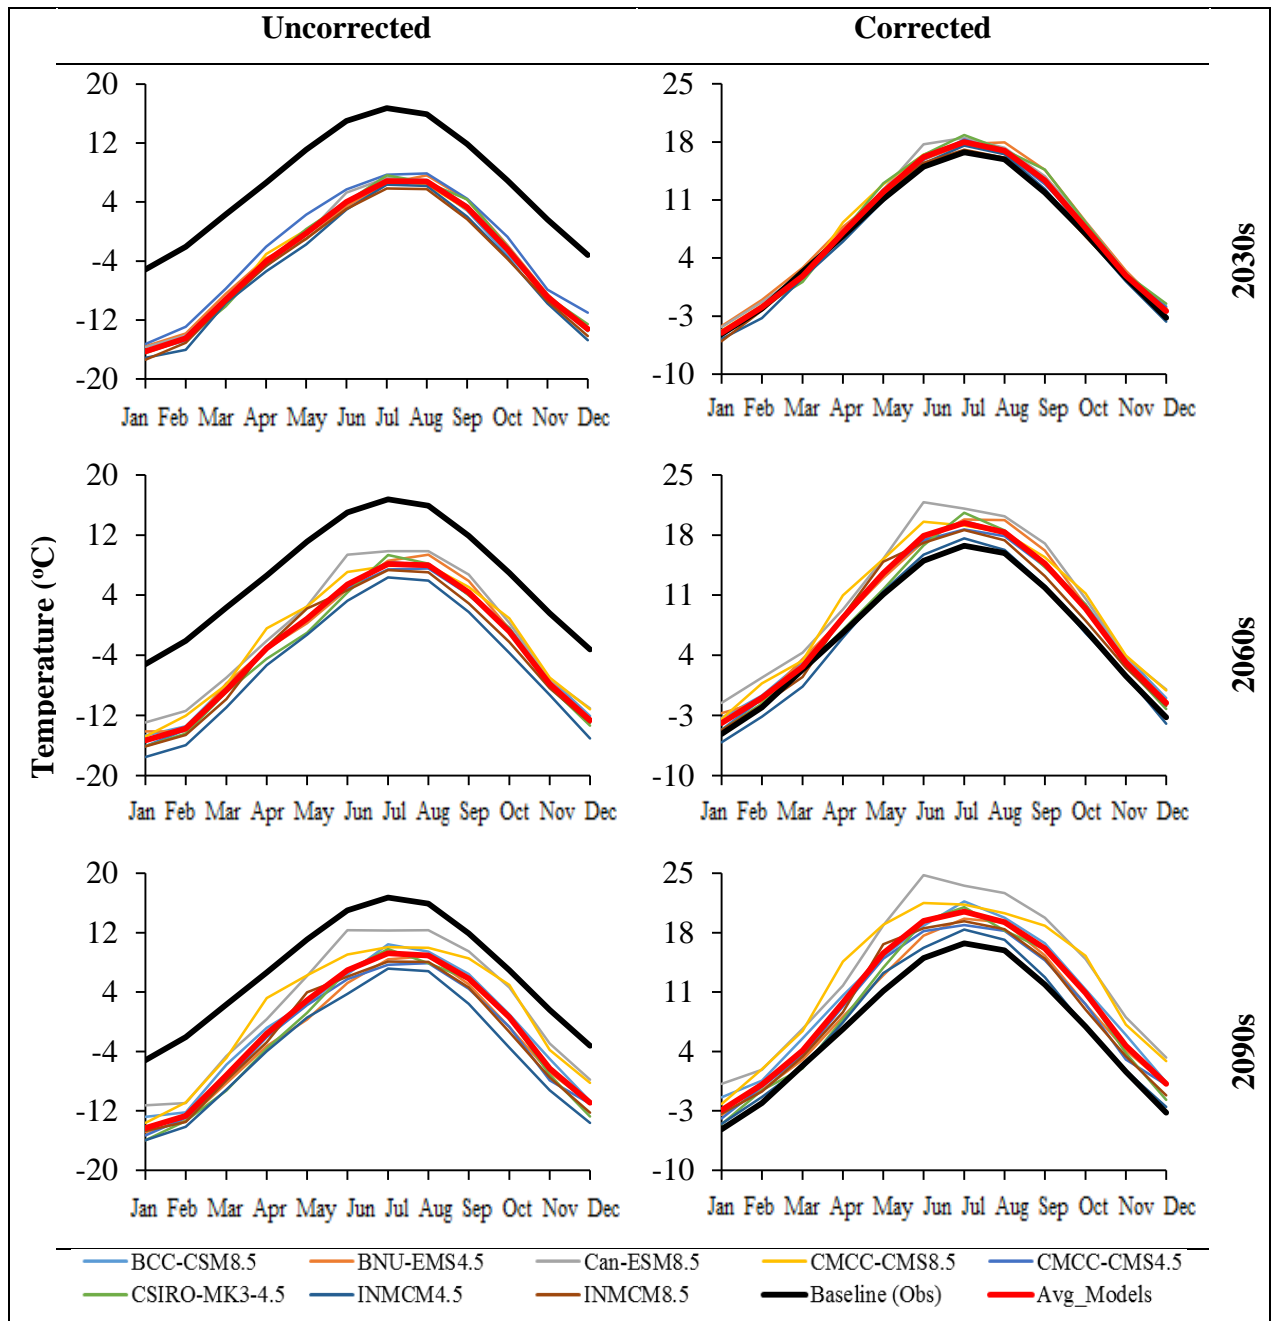 Uncorrected Corrected
20
12
4
-4
-12
-20
Jan Feb Mar Apr May Jun Jul Aug Sep Oct Nov Dec
25
18
11
4
-3
-10
Jan Feb Mar Apr May Jun Jul Aug Sep Oct Nov Dec
2030s
Temperature (ºC)
20
12
4
-4
-12
-20
Jan Feb Mar Apr May Jun Jul Aug Sep Oct Nov Dec
25
18
11
4
-3
-10
Jan Feb Mar Apr May Jun Jul Aug Sep Oct Nov Dec
2060s
20
12
4
-4
-12
-20
Jan Feb Mar Apr May Jun Jul Aug Sep Oct Nov Dec
25
18
11
4
-3
-10
Jan Feb Mar Apr May Jun Jul Aug Sep Oct Nov Dec
2090s
BCC-CSM8.5 BNU-EMS4.5 Can-ESM8.5 CMCC-CMS8.5 CMCC-CMS4.5
CSIRO-MK3-4.5 INMCM4.5 INMCM8.5 Baseline (Obs) Avg_Models